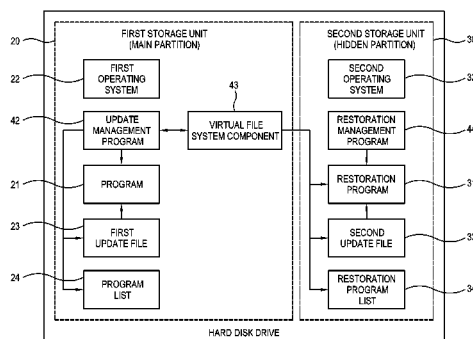 20
FIRST STORAGE UNIT
(MAIN PARTITION)
SECOND STORAGE UNIT
(HIDDEN PARTITION)
22
FIRST
OPERATING
SYSTEM
SECOND
OPERATING
SYSTEM
43
42
UPDATE
MANAGEMENT
PROGRAM
VIRTUAL FILE
SYSTEM COMPONENT
RESTORATION
MANAGEMENT
PROGRAM
21
PROGRAM
RESTORATION
PROGRAM
23
FIRST
UPDATE FILE
SECOND
UPDATE FILE
24
PROGRAM
LIST
RESTORATION
PROGRAM
LIST
HARD DISK DRIVE